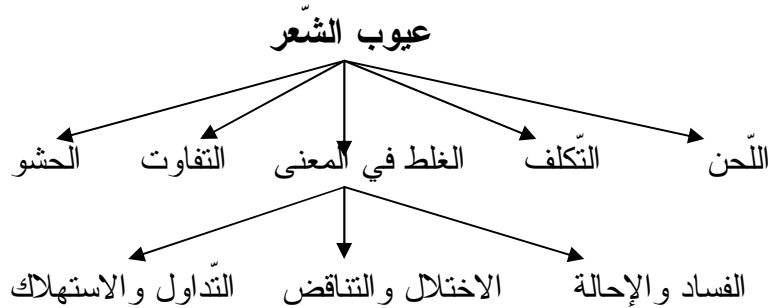 عيوب الشّعر
اللّحن التّكلف الغلط في المعنى التفاوت الحشو
الفساد والإحالة الاختلال والتناقض التّداول والاستهلاك